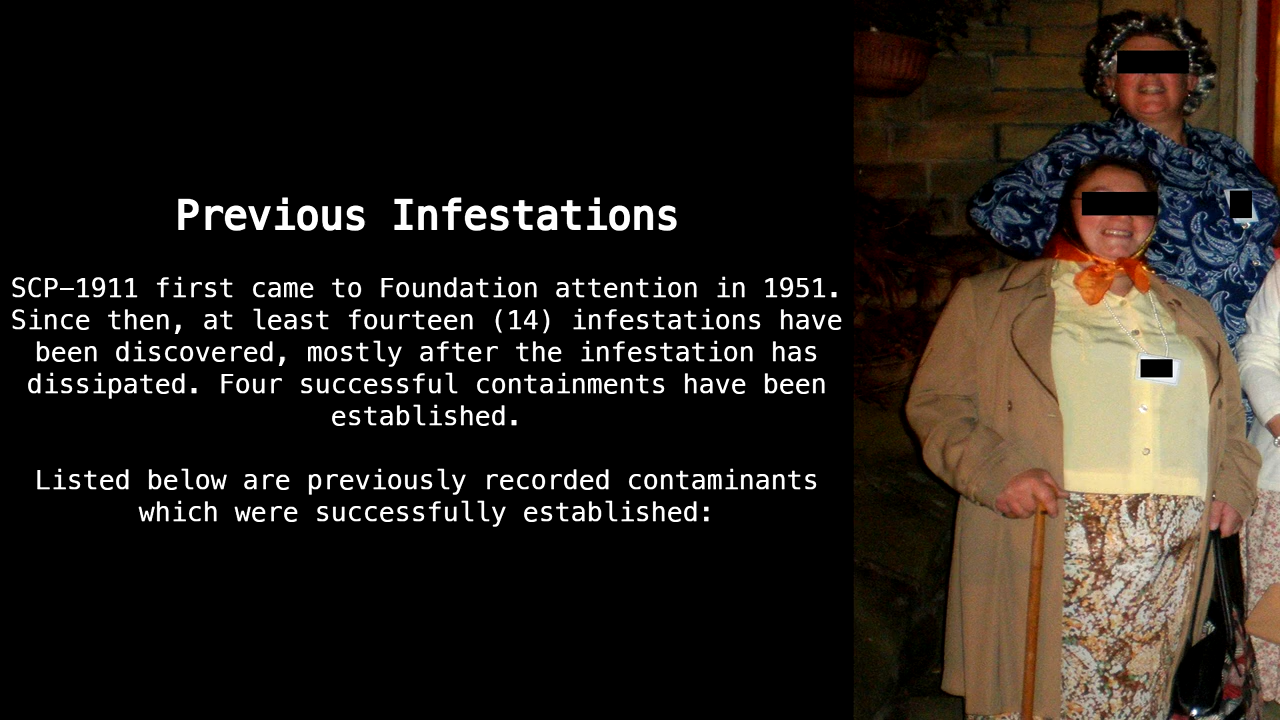 Previous Infestations
SCP-1911 first came to Foundation attention in 1951.
Since then, at least fourteen (14) infestations have
been discovered, mostly after the infestation has
dissipated. Four successful containments have been
established.
Listed below are previously recorded contaminants
which were successfully established: